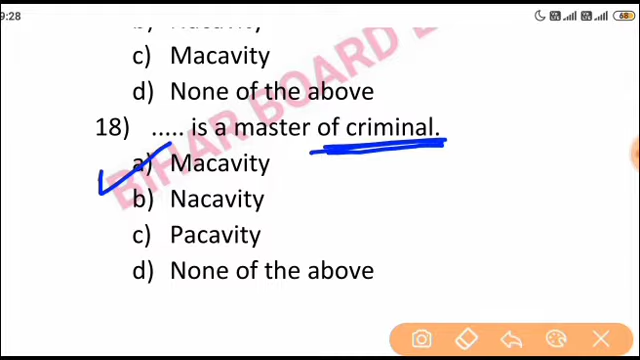 9:28
68
c) Macavity
d) None of the above
18) ..... is a master of criminal.
a) Macavity
b) Nacavity
c) Pacavity
d) None of the above
BIHAR BOARD